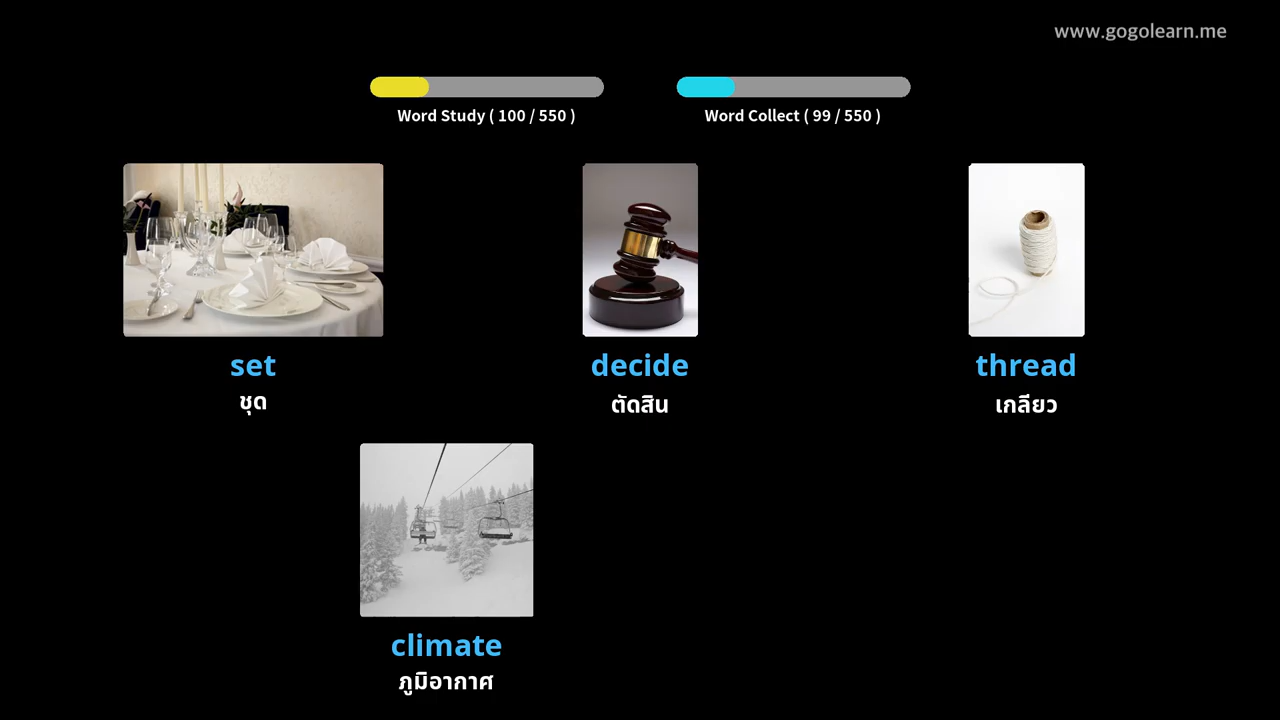 www.gogolearn.me
Word Study ( 100 / 550 )
Word Collect ( 99 / 550 )
set
ชุด
decide
ตัดสิน
thread
เกลียว
climate
ภูมิอากาศ